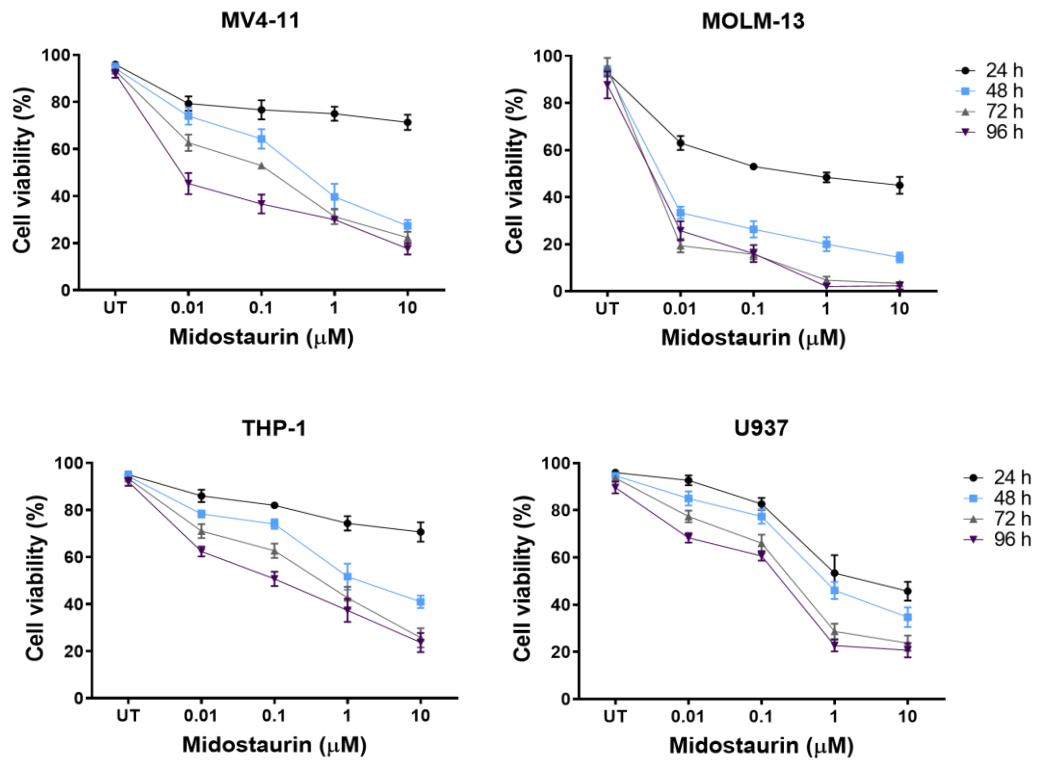 MV4-11
Cell viability (%)
100
80
60
40
20
0
UT 0.01 0.1 1 10
Midostaurin (μM)
MOLM-13
Cell viability (%)
100
80
60
40
20
0
UT 0.01 0.1 1 10
Midostaurin (μM)
24 h
48 h
72 h
96 h
THP-1
Cell viability (%)
100
80
60
40
20
0
UT 0.01 0.1 1 10
Midostaurin (μM)
U937
Cell viability (%)
100
80
60
40
20
0
UT 0.01 0.1 1 10
Midostaurin (μM)
24 h
48 h
72 h
96 h